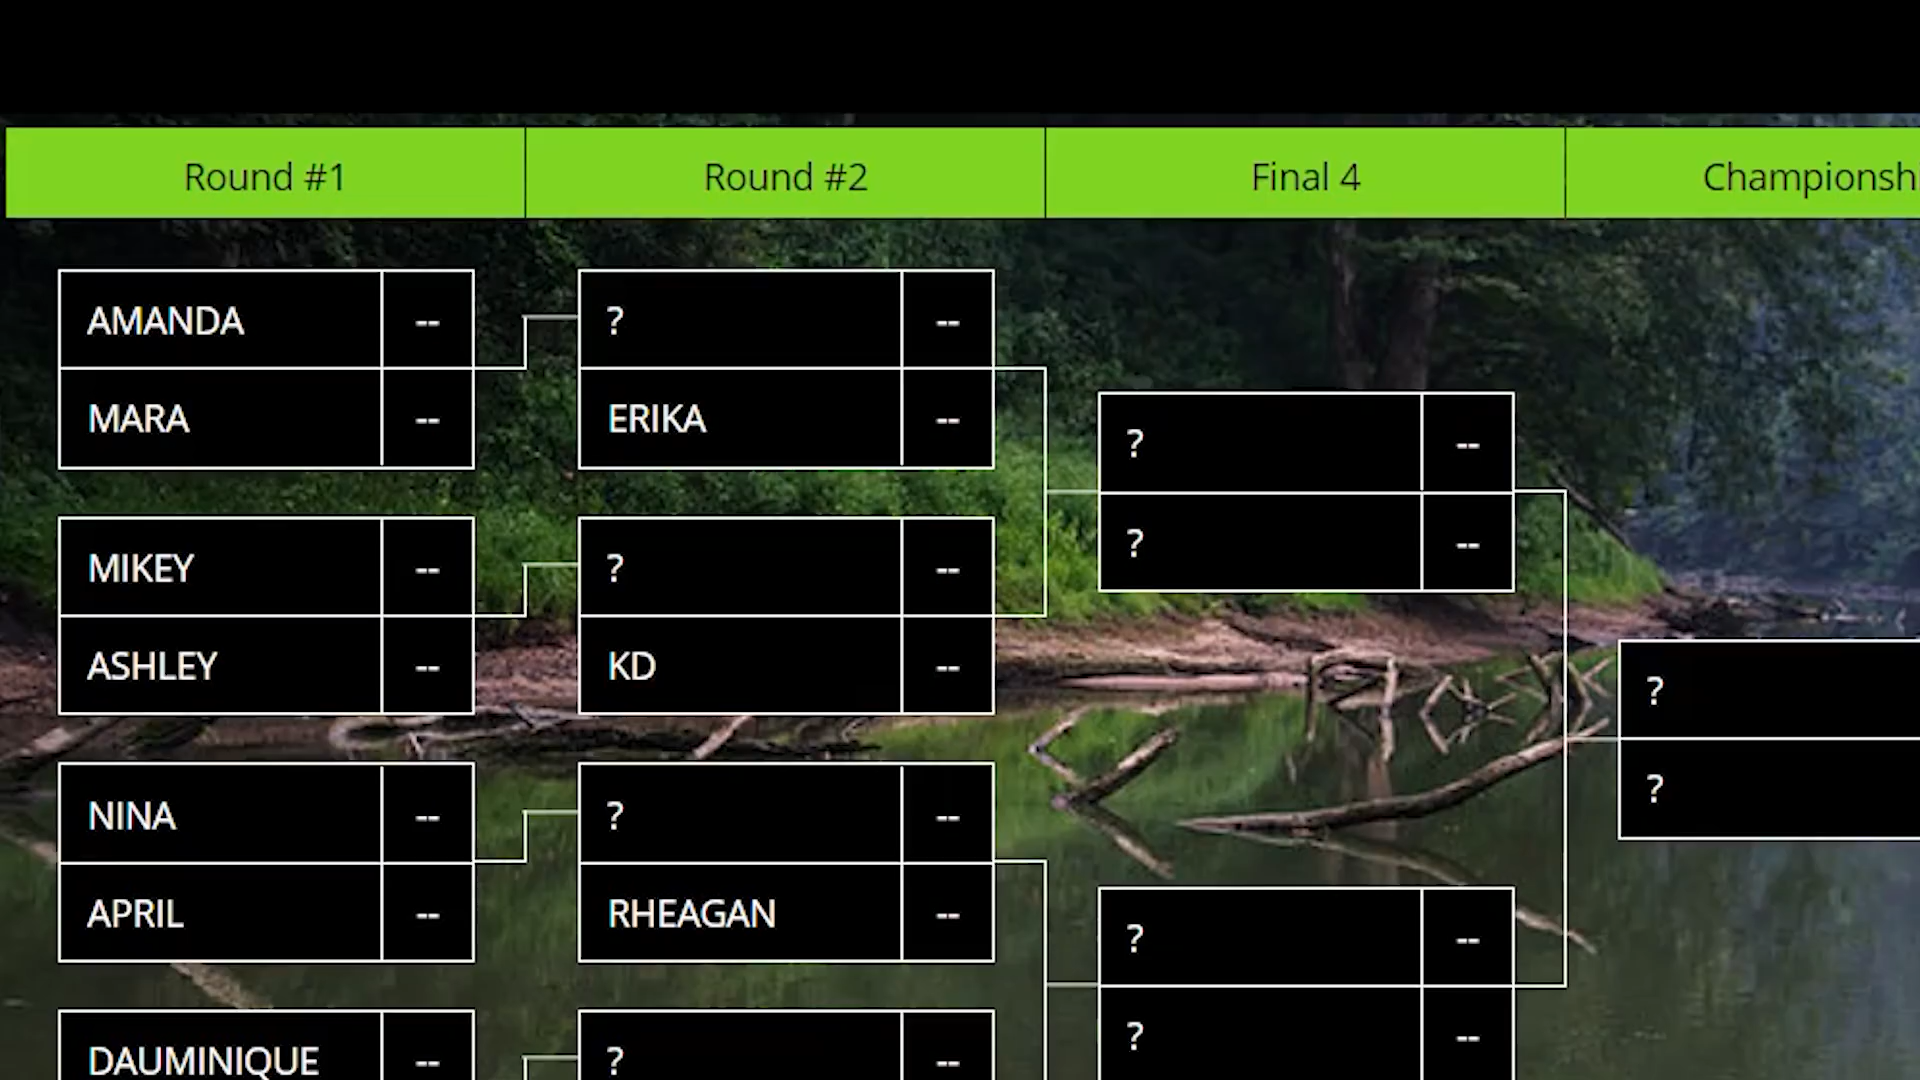 Round #1
Round #2
Final 4
Championsh
AMANDA --
MARA --
MIKEY --
ASHLEY --
NINA --
APRIL --
DAUMINIQUE --
? --
ERIKA --
? --
KD --
? --
RHEAGAN --
? --
? --
? --
? --
? --
?
?